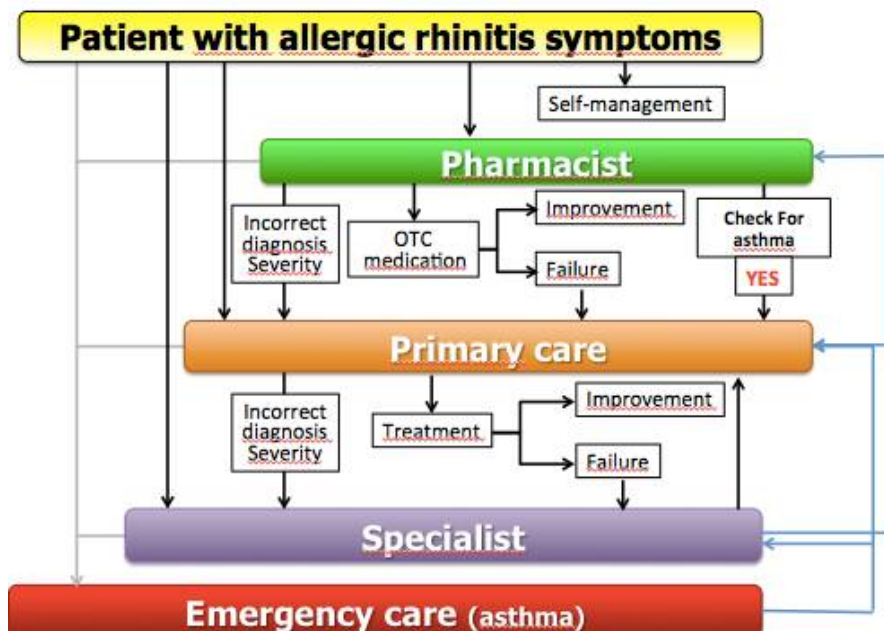 Patient with allergic rhinitis symptoms
Self-management
Pharmacist
Incorrect
diagnosis
Severity
OTC
medication
Improvement
Failure
Check For
asthma
YES
Primary care
Incorrect
diagnosis
Severity
Treatment
Improvement
Failure
Specialist
Emergency care (asthma)